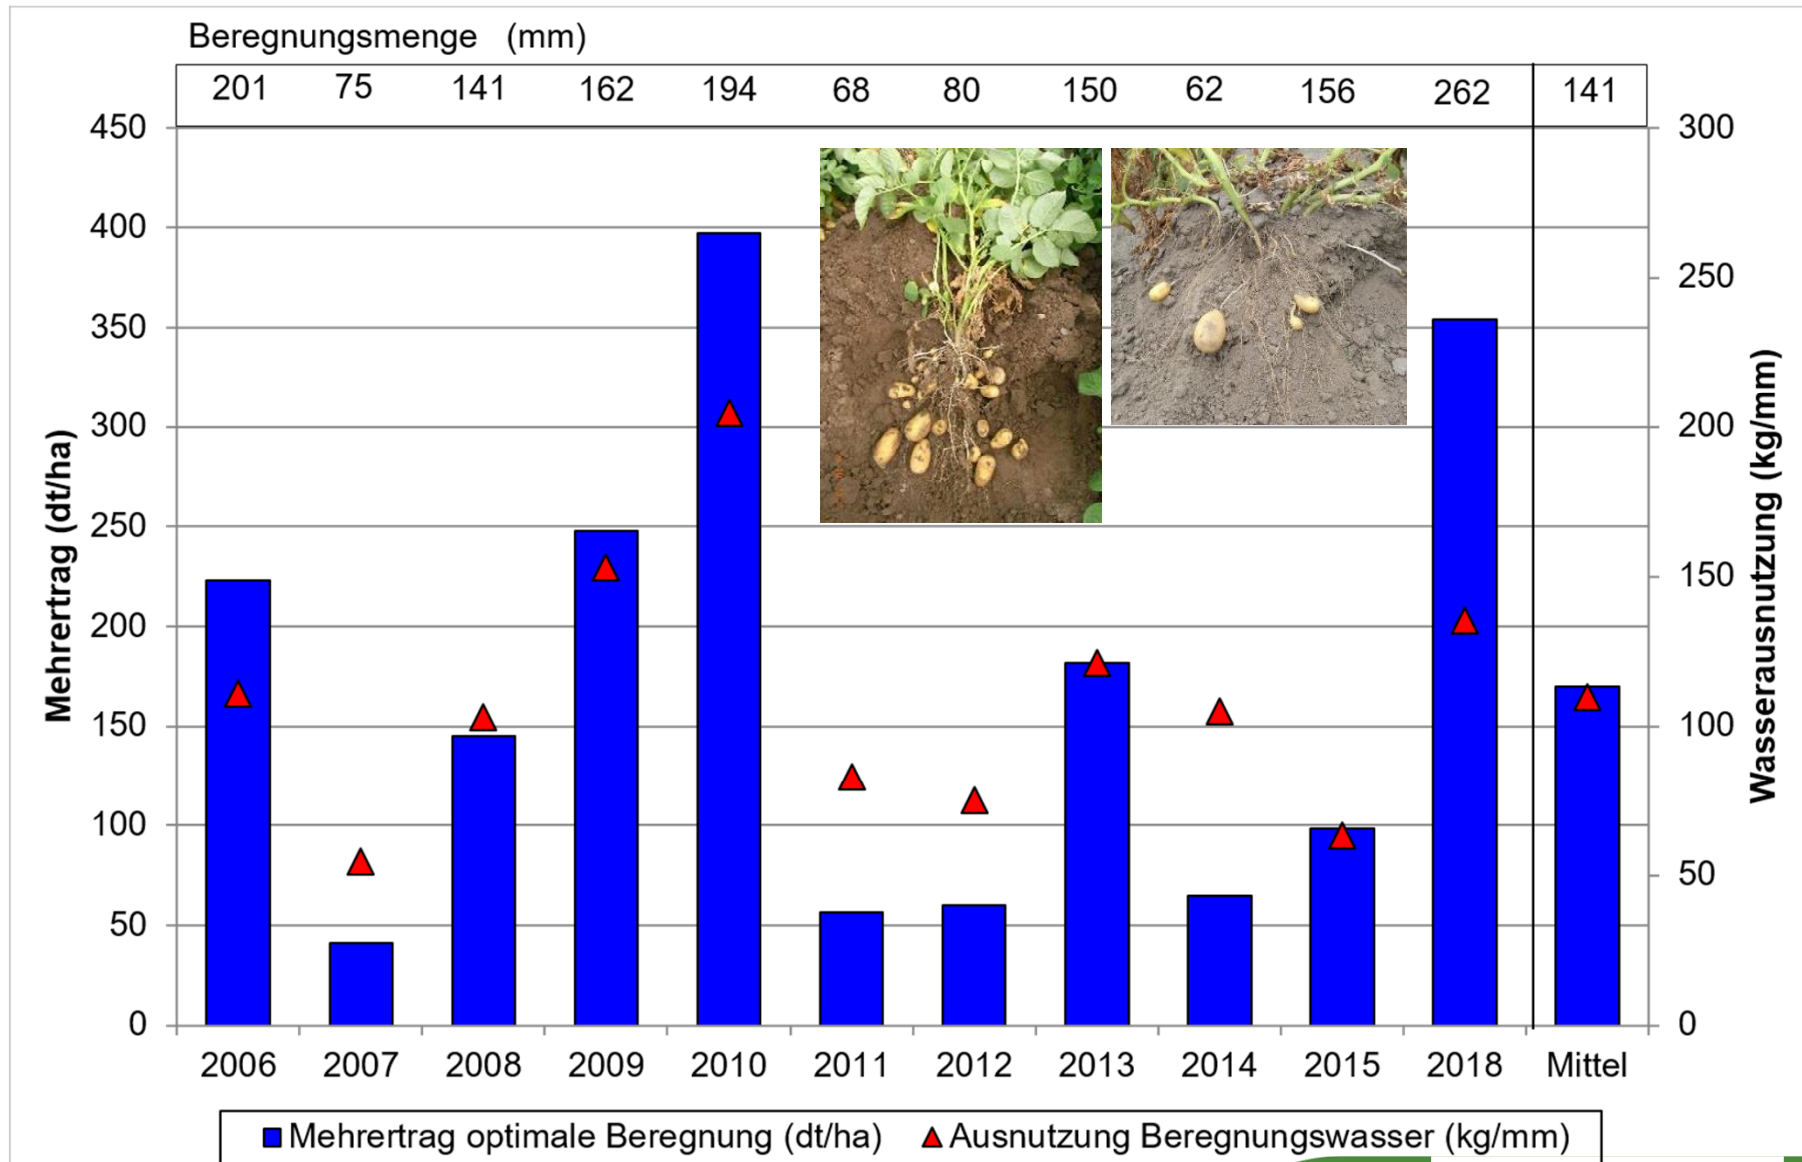 Beregnungsmenge (mm)
201 75 141 162 194 68 80 150 62 156 262 141
450 300
400
350 250
300 200
250
200 150
150 100
100
50 50
0 0
Mehrertrag (dt/ha)
Wasserausnutzung (kg/mm)
2006 2007 2008 2009 2010 2011 2012 2013 2014 2015 2018 Mittel
Mehrertrag optimale Beregnung (dt/ha) Ausnutzung Beregnungswasser (kg/mm)